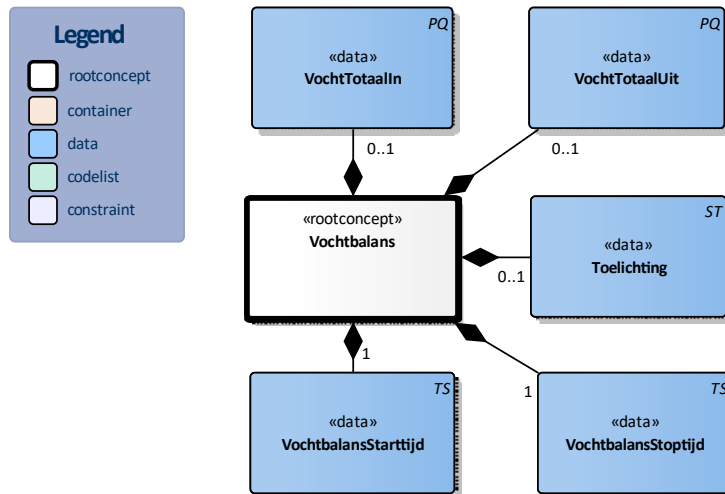 Legend
rootconcept
container
data
codelist
constraint
PQ
«data»
VochtTotaalIn
0..1
PQ
«data»
VochtTotaalUit
0..1
«rootconcept»
Vochtbalans
ST
«data»
Toelichting
0..1
1
TS
«data»
VochtbalansStarttijd
1
TS
«data»
VochtbalansStoptijd